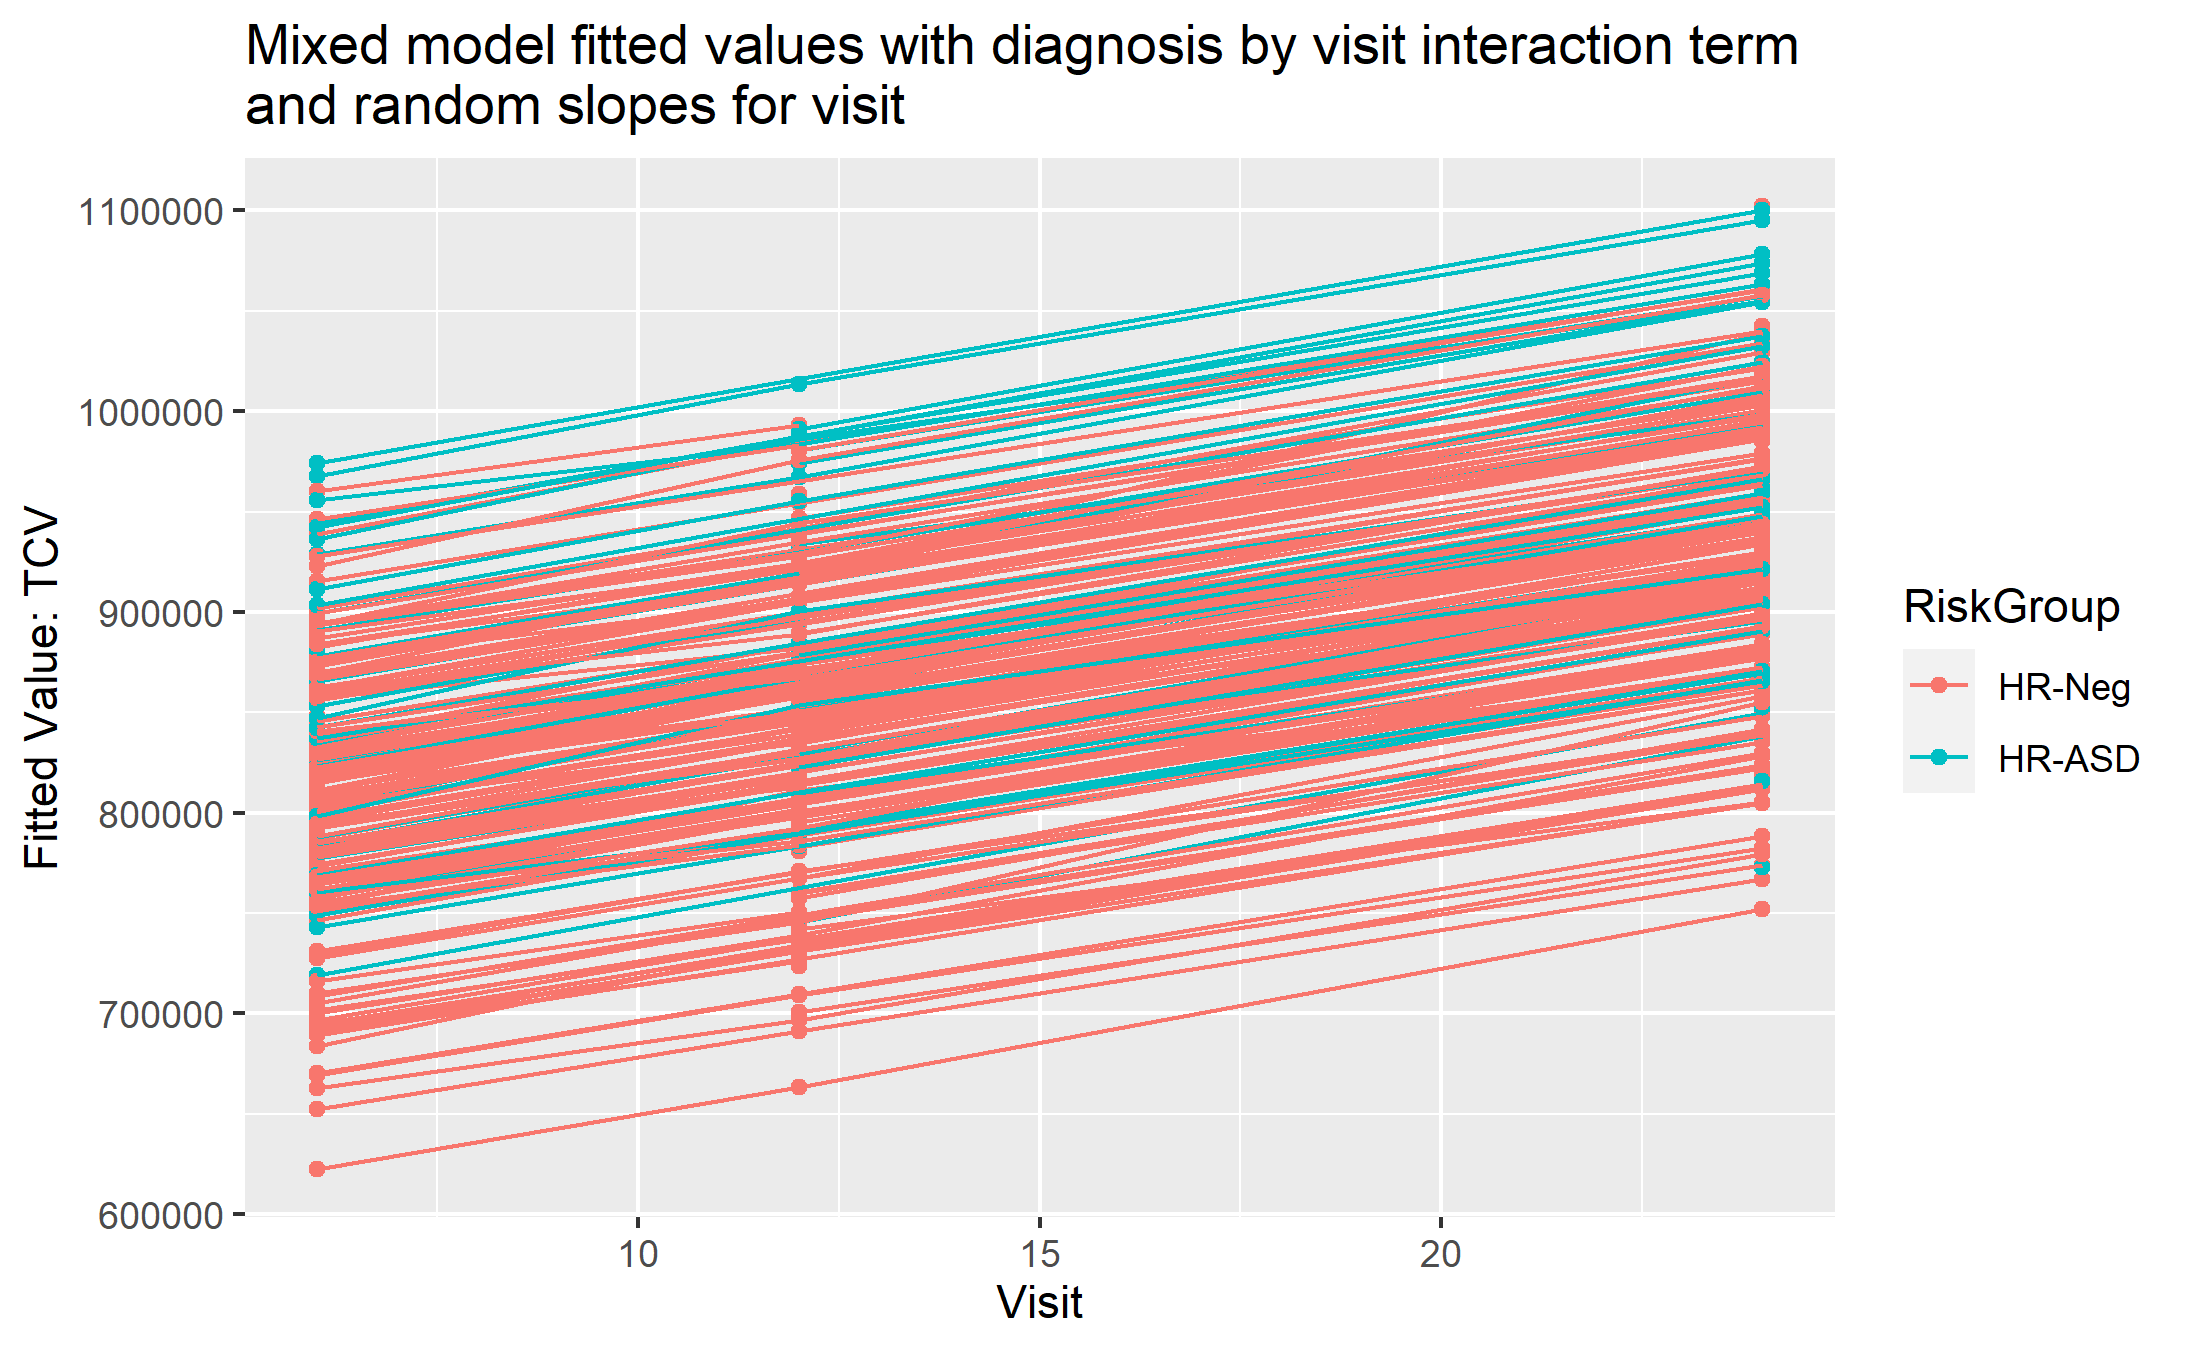 Mixed model fitted values with diagnosis by visit interaction term
and random slopes for visit
Fitted Value: TCV
1100000
1000000
900000
800000
700000
600000
10
15
20
Visit
RiskGroup
HR-Neg
HR-ASD